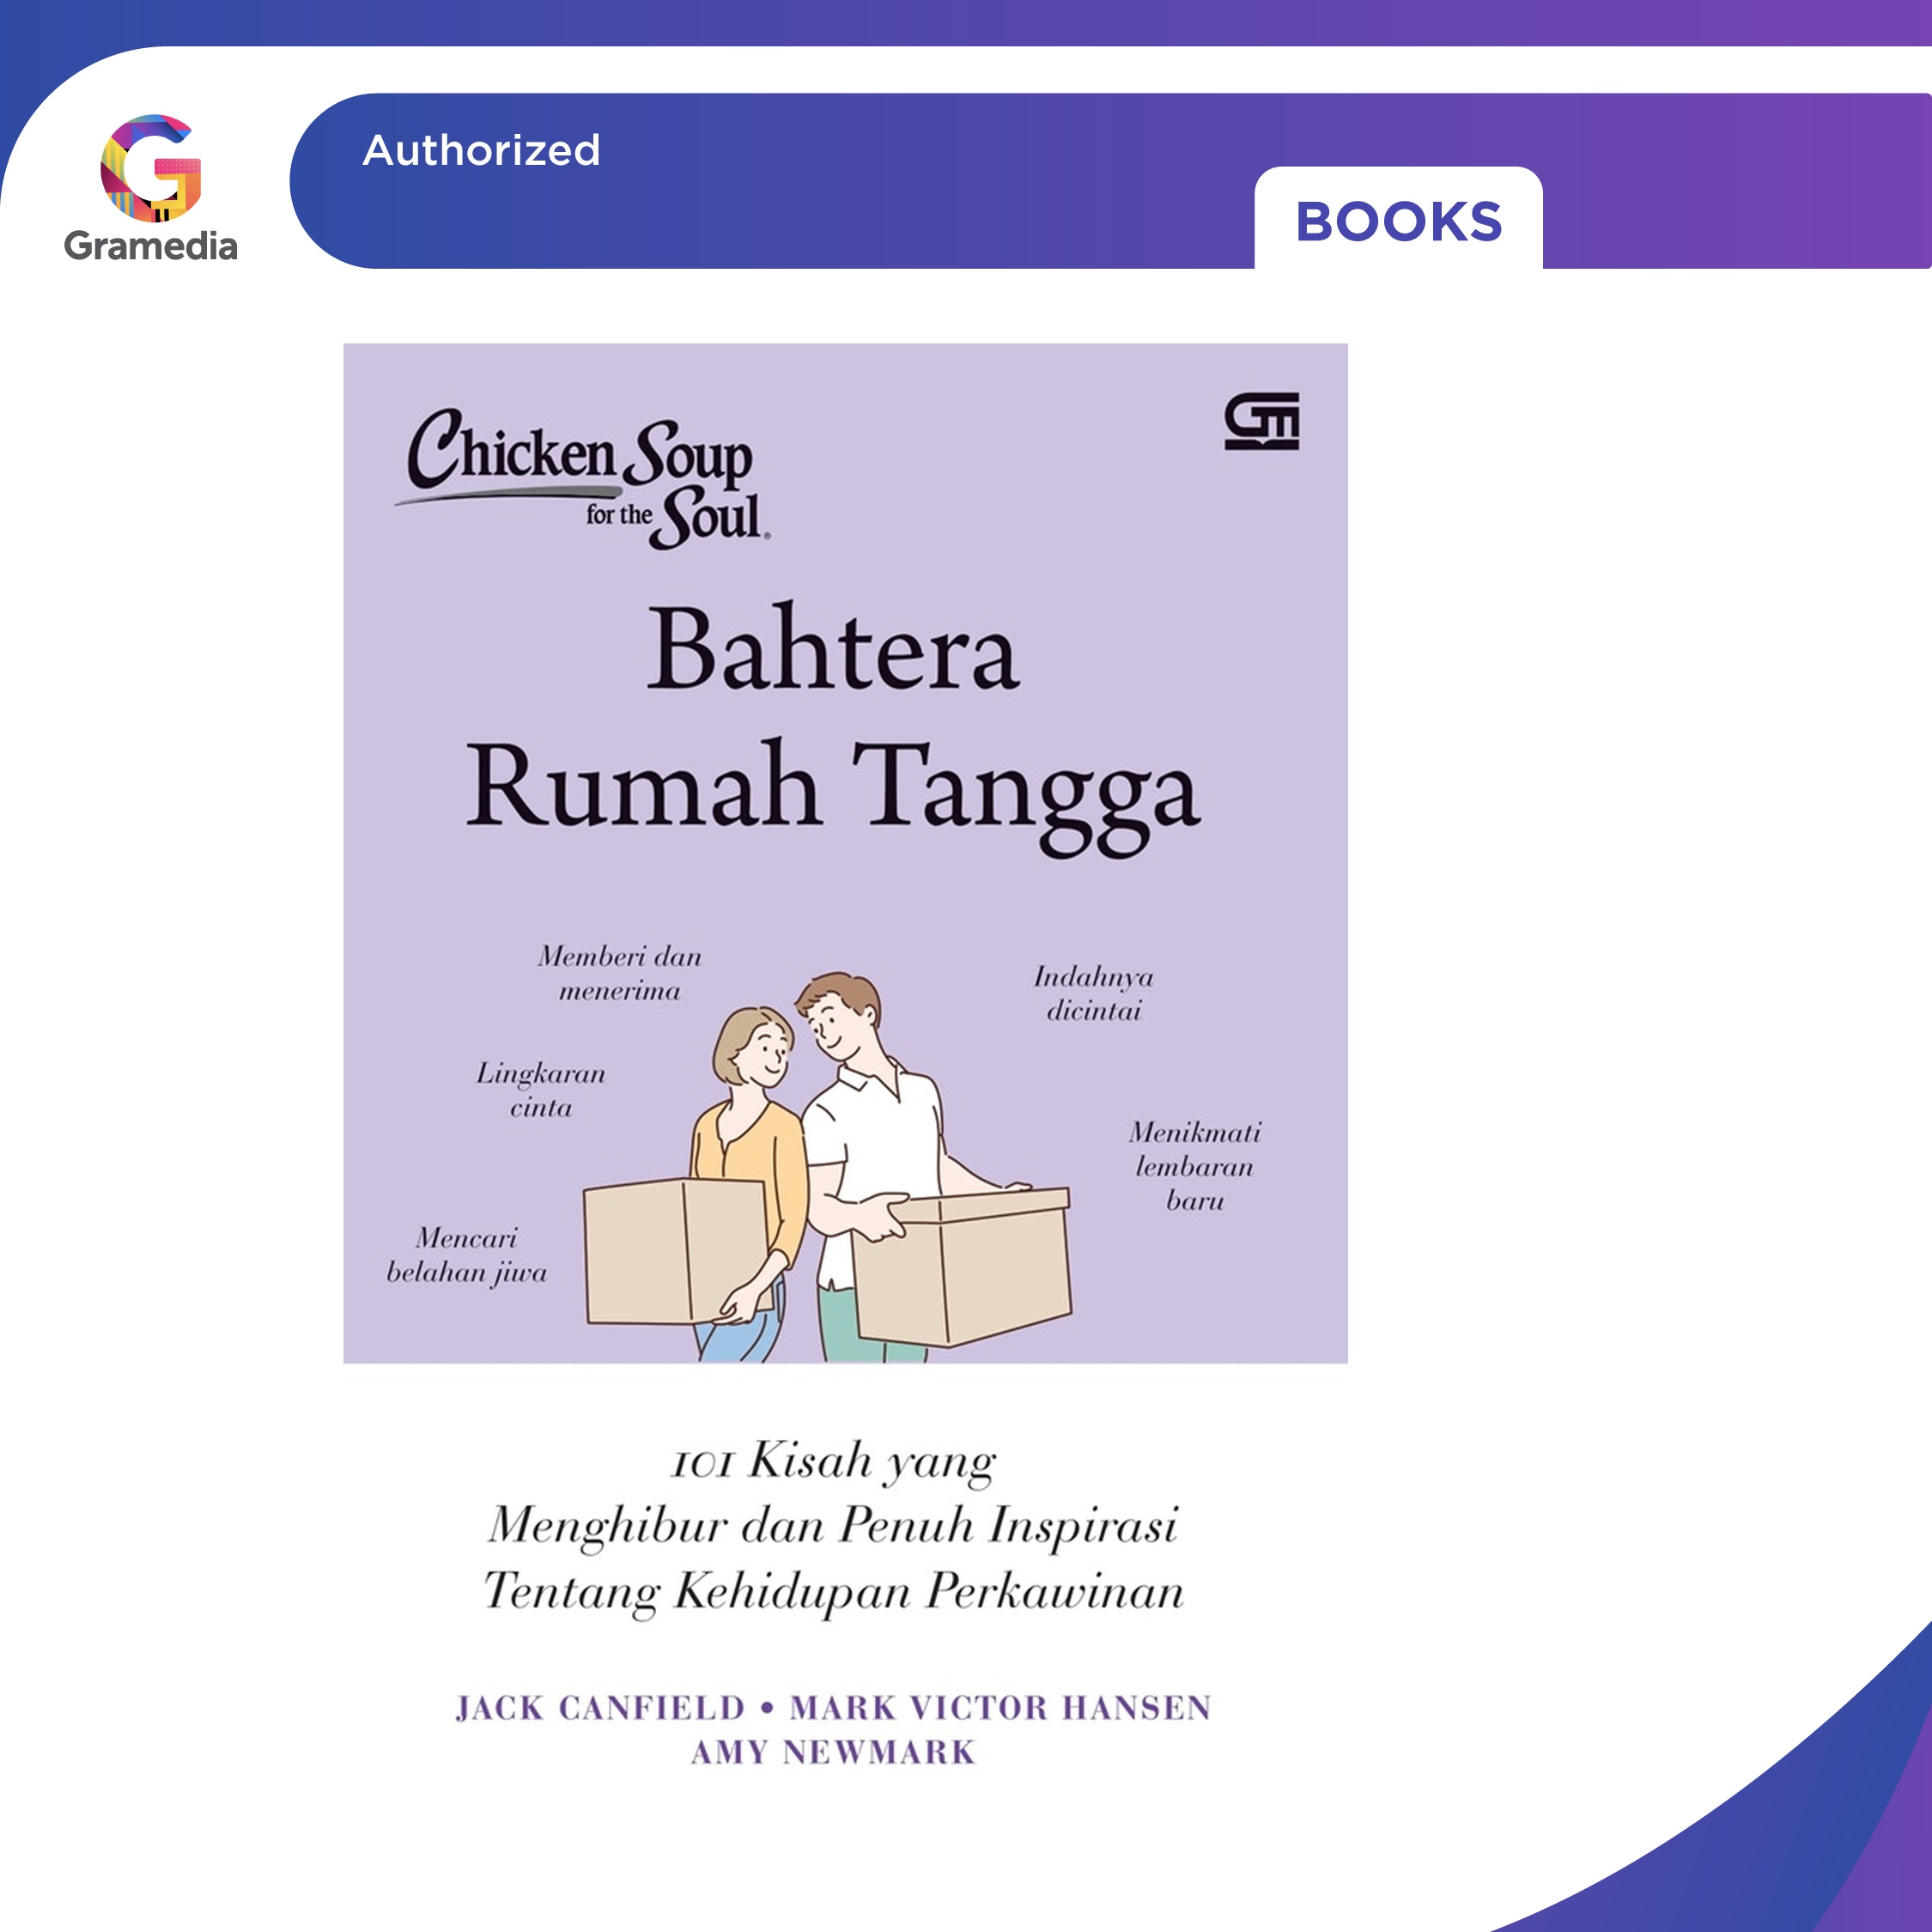 Gramedia
Authorized
BOOKS
Chicken Soup
for the Soul®
GM
Bahtera
Rumah Tangga
Memberi dan
menerima
Indahnya
dicintai
Lingkaran
cinta
Menikmati
lembaran
baru
Mencari
belahan jiwa
101 Kisah yang
Menghibur dan Penuh Inspirasi
Tentang Kehidupan Perkawinan
JACK CANFIELD • MARK VICTOR HANSEN
AMY NEWMARK